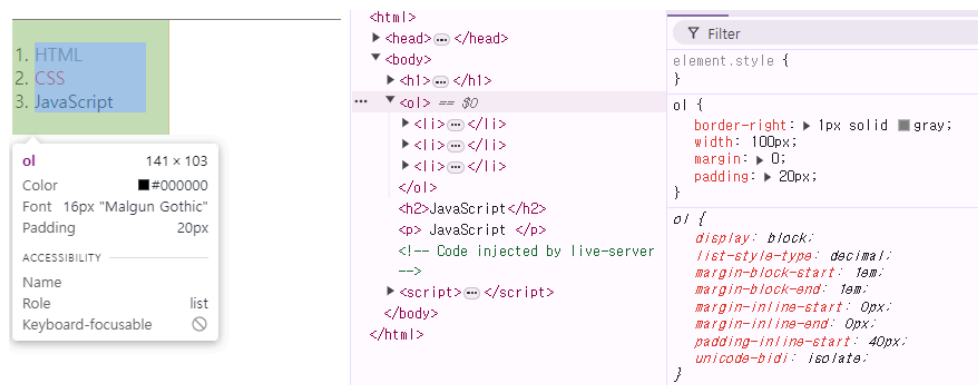 1. HTML
2. CSS
3. JavaScript
ol 141 × 103
Color #000000
Font 16px "Malgun Gothic"
Padding 20px
ACCESSIBILITY
Name
Role list
Keyboard-focusable
<html>
<head> ••• </head>
<body>
<h1> ••• </h1>
••• <ol> == $0
<li> ••• </li>
<li> ••• </li>
<li> ••• </li>
</ol>
<h2>JavaScript</h2>
<p> JavaScript </p>
<!-- Code injected by live-server
-->
<script> ••• </script>
</body>
</html>
Filter
element.style {
}
ol {
border-right: 1px solid gray;
width: 100px;
margin: 0;
padding: 20px;
}
ol {
display: block;
list-style-type: decimal;
margin-block-start: 1em;
margin-block-end: 1em;
margin-inline-start: 0px;
margin-inline-end: 0px;
padding-inline-start: 40px;
unicode-bidi: isolate;
}